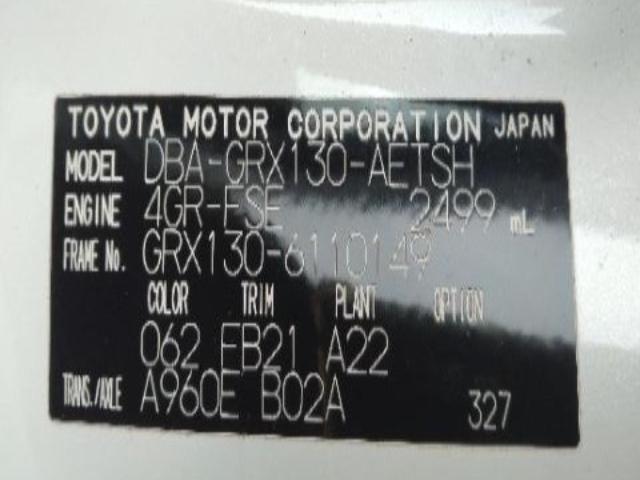 TOYOTA MOTOR CORPORATION JAPAN
MODEL DBA-GRX130-AETSH
ENGINE 4GR-FSE 2499 mL
FRAME No. GRX130-6110149
COLOR TRIM PLANT OPTION
062 FB21 A22
TRANS./AXLE A960E B02A 327